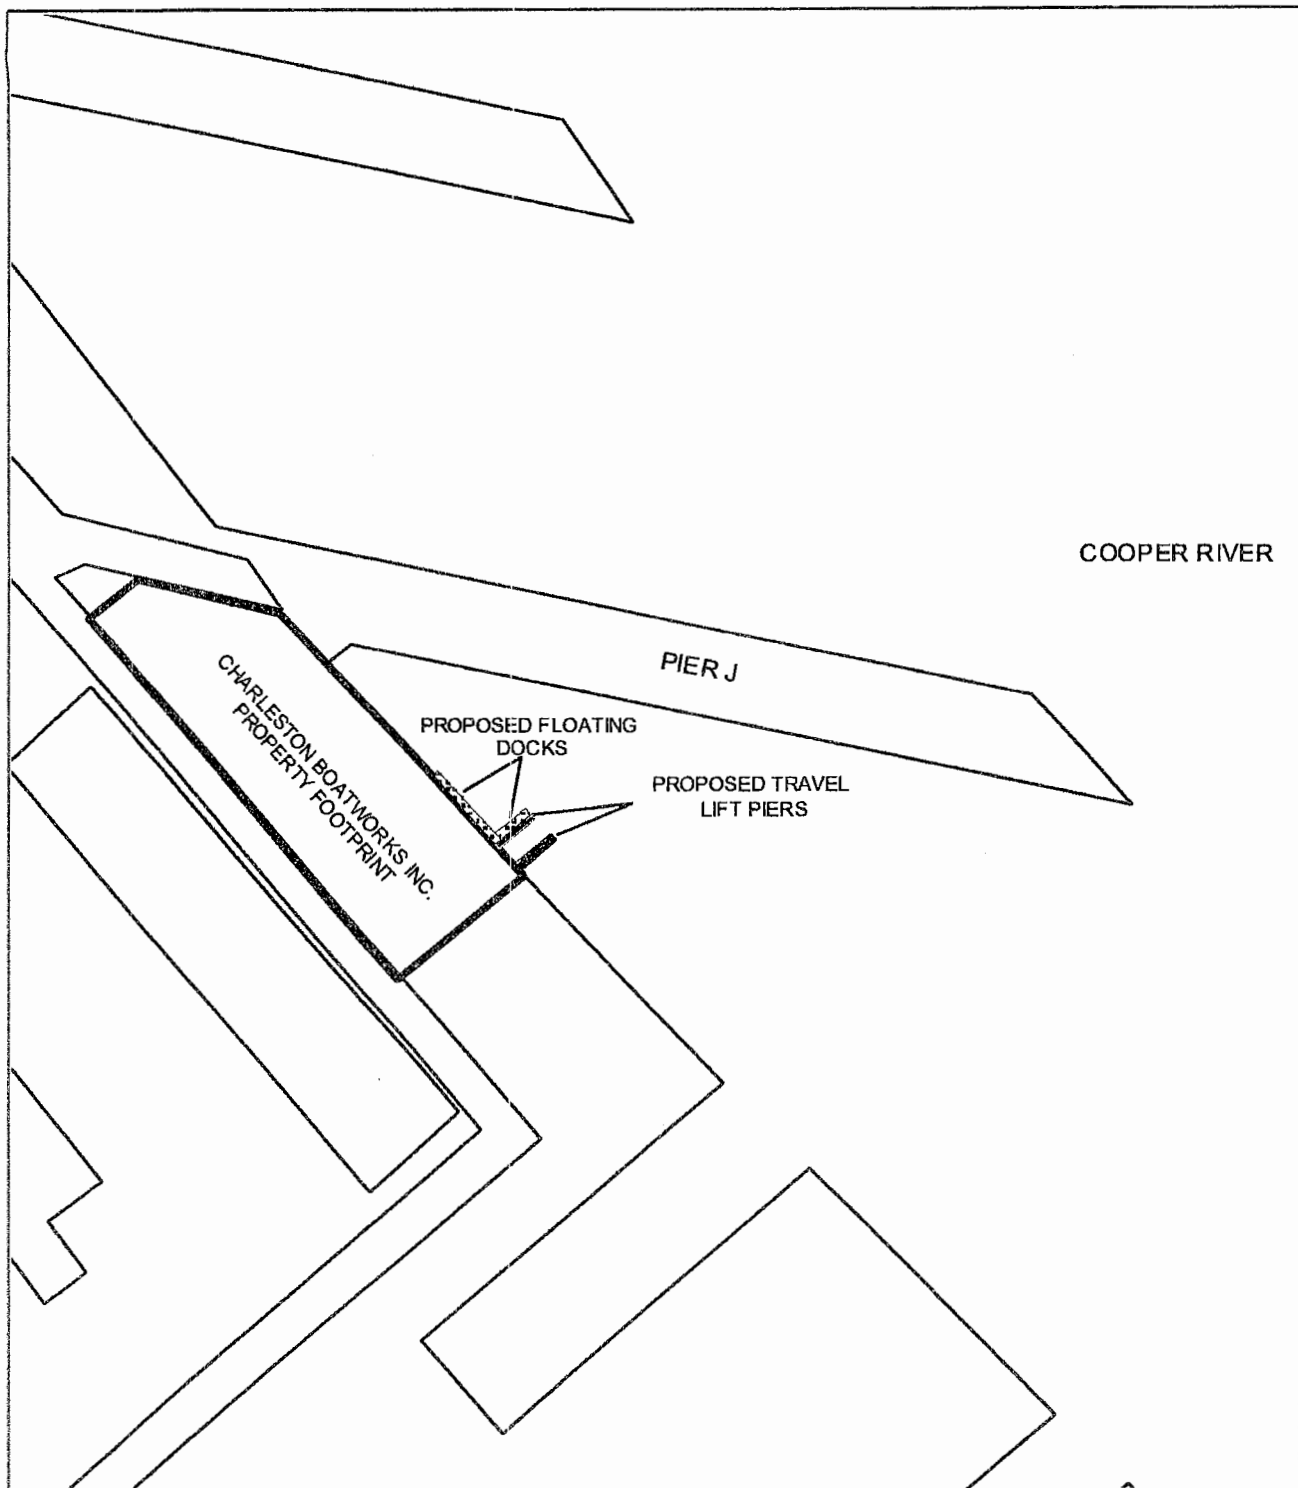 COOPER RIVER
PIER J
CHARLESTON BOATWORKS INC.
PROPERTY FOOTPRINT
PROPOSED FLOATING
DOCKS
PROPOSED TRAVEL
LIFT PIERS